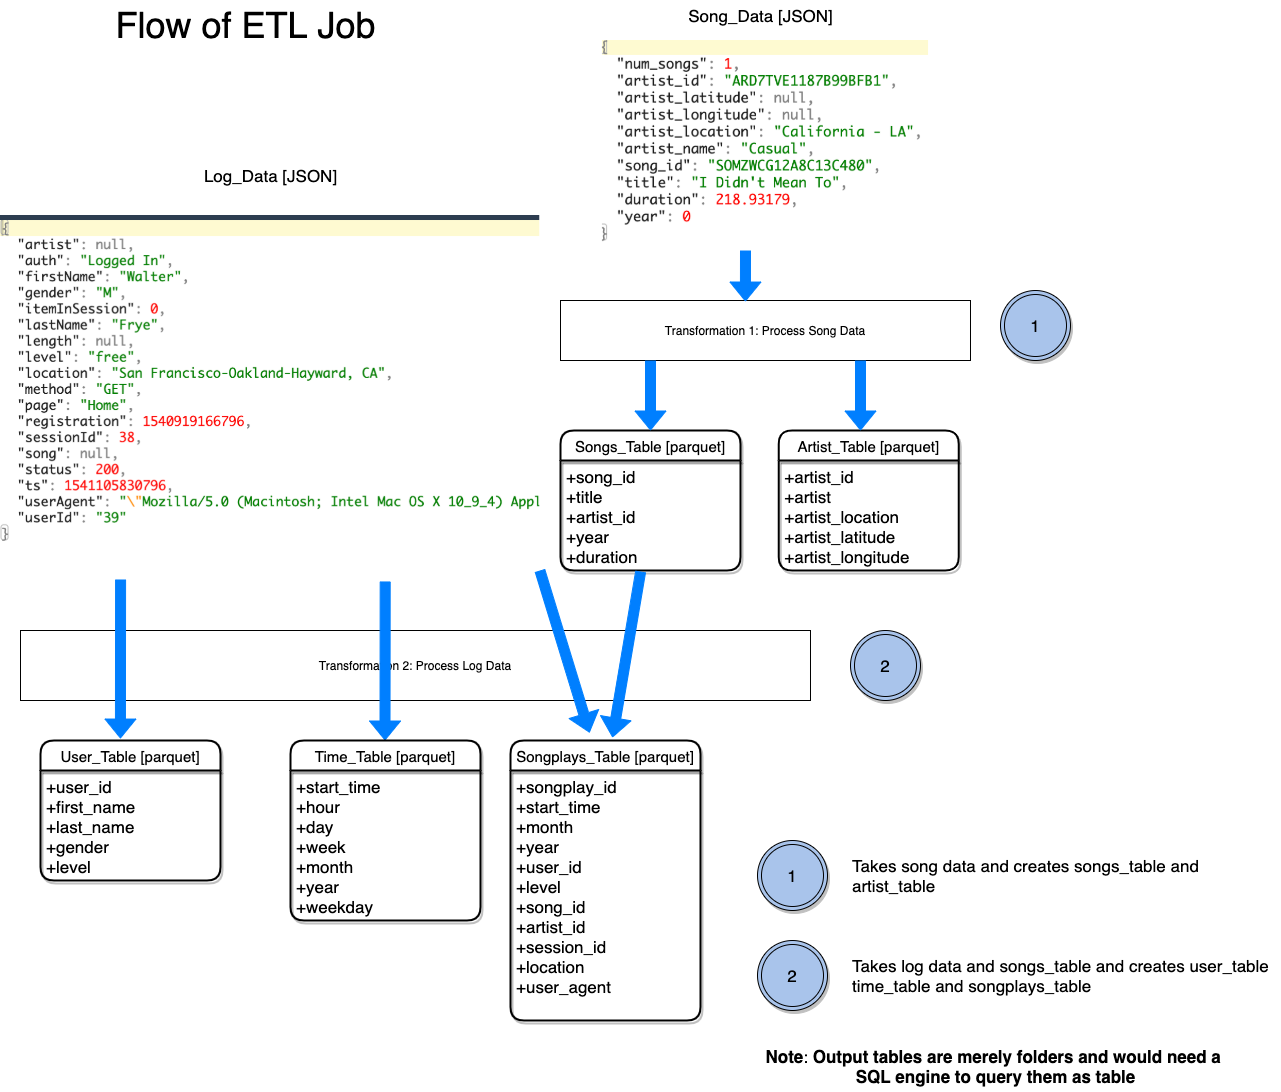 Flow of ETL Job
Song_Data [JSON]
{
"num_songs": 1,
"artist_id": "ARD7TVE1187B99BFB1",
"artist_latitude": null,
"artist_longitude": null,
"artist_location": "California - LA",
"artist_name": "Casual",
"song_id": "SOMZWCG12A8C13C480",
"title": "I Didn't Mean To",
"duration": 218.93179,
"year": 0
}
Log_Data [JSON]
{
"artist": null,
"auth": "Logged In",
"firstName": "Walter",
"gender": "M",
"itemInSession": 0,
"lastName": "Frye",
"length": null,
"level": "free",
"location": "San Francisco-Oakland-Hayward, CA",
"method": "GET",
"page": "Home",
"registration": 1540919166796,
"sessionId": 38,
"song": null,
"status": 200,
"ts": 1541105830796,
"userAgent": "\"Mozilla/5.0 (Macintosh; Intel Mac OS X 10_9_4) Appl
"userId": "39"
}
Transformation 1: Process Song Data
1
Songs_Table [parquet]
+song_id
+title
+artist_id
+year
+duration
Artist_Table [parquet]
+artist_id
+artist
+artist_location
+artist_latitude
+artist_longitude
Transformation 2: Process Log Data
2
User_Table [parquet]
+user_id
+first_name
+last_name
+gender
+level
Time_Table [parquet]
+start_time
+hour
+day
+week
+month
+year
+weekday
Songplays_Table [parquet]
+songplay_id
+start_time
+month
+year
+user_id
+level
+song_id
+artist_id
+session_id
+location
+user_agent
1
Takes song data and creates songs_table and
artist_table
2
Takes log data and songs_table and creates user_table
time_table and songplays_table
Note: Output tables are merely folders and would need a
SQL engine to query them as table